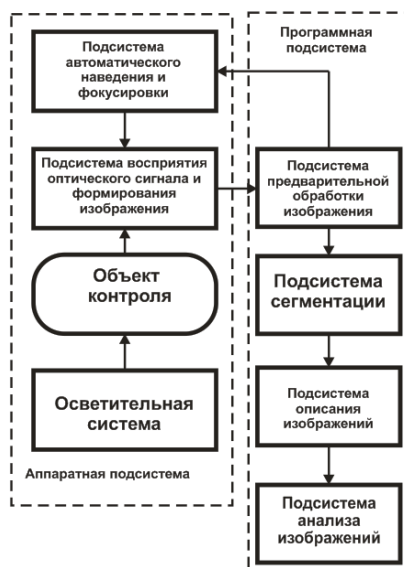 Подсистема
автоматического
наведения и
фокусировки
Подсистема восприятия
оптического сигнала и
формирования
изображения
Объект
контроля
Осветительная
система
Аппаратная подсистема
Программная
подсистема
Подсистема
предварительной
обработки
изображения
Подсистема
сегментации
Подсистема
описания
изображений
Подсистема
анализа
изображений